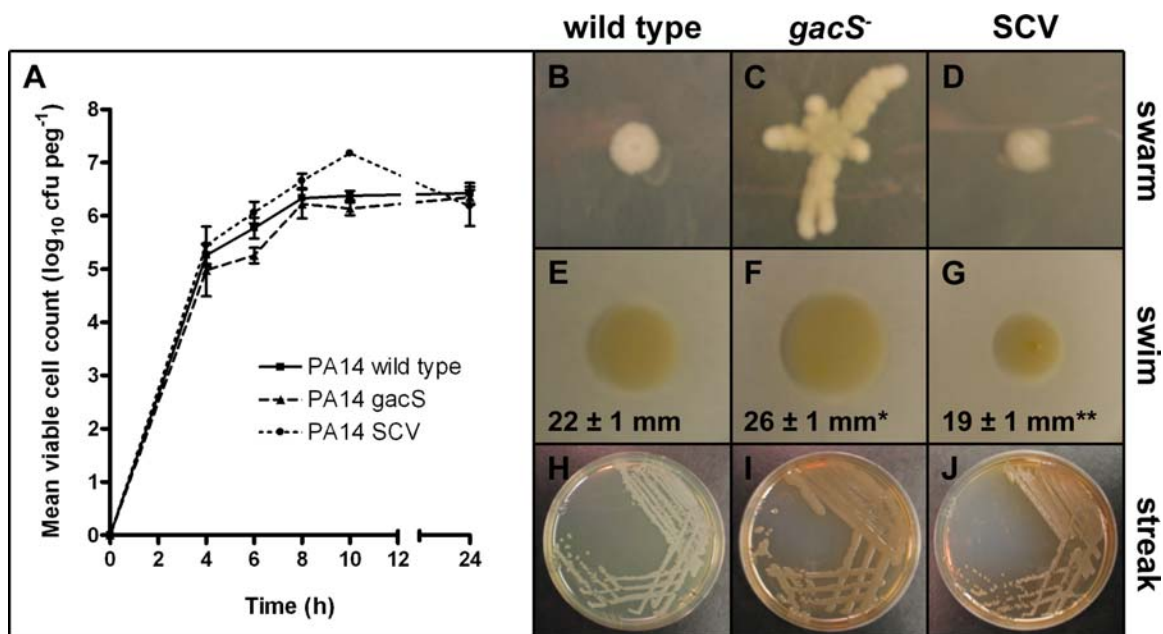 wild type
gacS-
SCV
A
Mean viable cell count (log10 cfu peg-1)
8
7
6
5
4
3
2
1
0
0
2
4
6
8
10
12
24
Time (h)
PA14 wild type
PA14 gacS
PA14 SCV
B
C
D
swarm
E
F
G
22 ± 1 mm
26 ± 1 mm*
19 ± 1 mm**
swim
H
I
J
streak